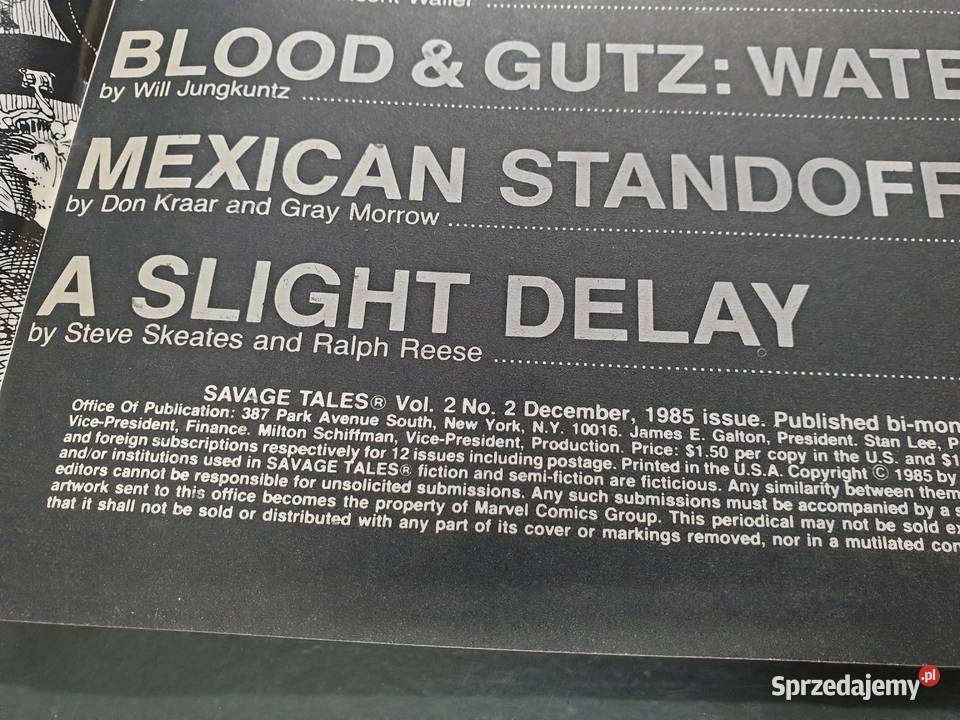 BLOOD & GUTZ: WATE
by Will Jungkuntz
MEXICAN STANDOFF
by Don Kraar and Gray Morrow
A SLIGHT DELAY
by Steve Skeates and Ralph Reese
SAVAGE TALES® Vol. 2 No. 2 December, 1985 issue. Published bi-mon
Office Of Publication: 387 Park Avenue South, New York, N.Y. 10016. James E. Galton, President. Stan Lee, P
Vice-President, Finance. Milton Schiffman, Vice-President, Production. Price: $1.50 per copy in the U.S. and $1
and foreign subscriptions respectively for 12 issues including postage. Printed in the U.S.A. Copyright © 1985 by
and/or institutions used in SAVAGE TALES® fiction and semi-fiction are ficticious. Any similarity between them
editors cannot be responsible for unsolicited submissions. Any such submissions must be accompanied by a s
artwork sent to this office becomes the property of Marvel Comics Group. This periodical may not be sold ex
that it shall not be sold or distributed with any part of its cover or markings removed, nor in a mutilated con
Sprzedajemy.pl